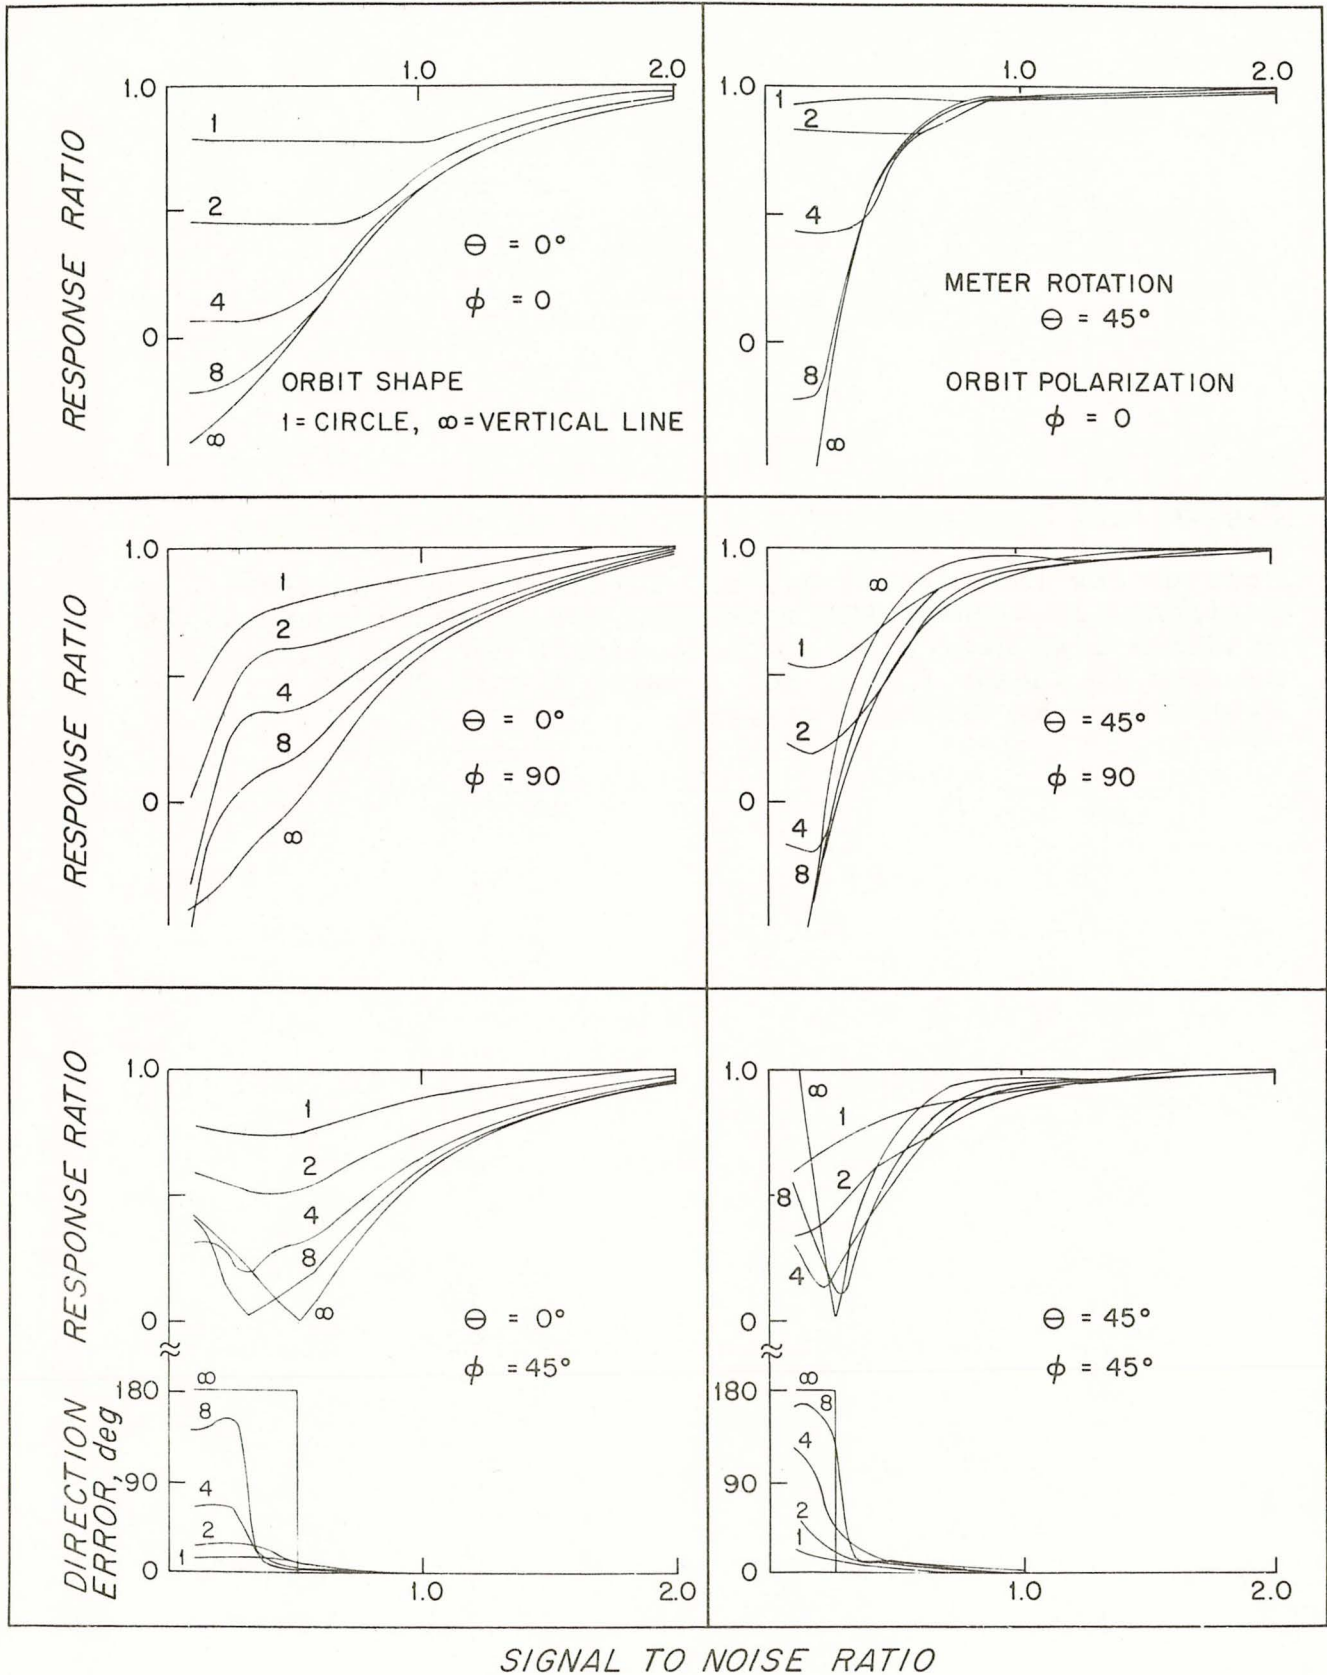 1.0 2.0
1.0
RESPONSE RATIO
1
2
4
8
∞
0
Θ = 0°
ϕ = 0
ORBIT SHAPE
1 = CIRCLE, ∞ = VERTICAL LINE
1.0 2.0
1.0
1
2
4
8
∞
0
METER ROTATION
Θ = 45°
ORBIT POLARIZATION
ϕ = 0
RESPONSE RATIO
1.0
0
1
2
4
8
∞
Θ = 0°
ϕ = 90
1.0
0
∞
1
2
4
8
Θ = 45°
ϕ = 90
RESPONSE RATIO
1.0
0
1
2
4
8
∞
Θ = 0°
ϕ = 45°
DIRECTION
ERROR, deg
180
90
0
∞
8
4
2
1
1.0 2.0
1.0
0
∞
1
2
8
4
Θ = 45°
ϕ = 45°
180
90
0
∞
8
4
2
1
1.0 2.0
SIGNAL TO NOISE RATIO